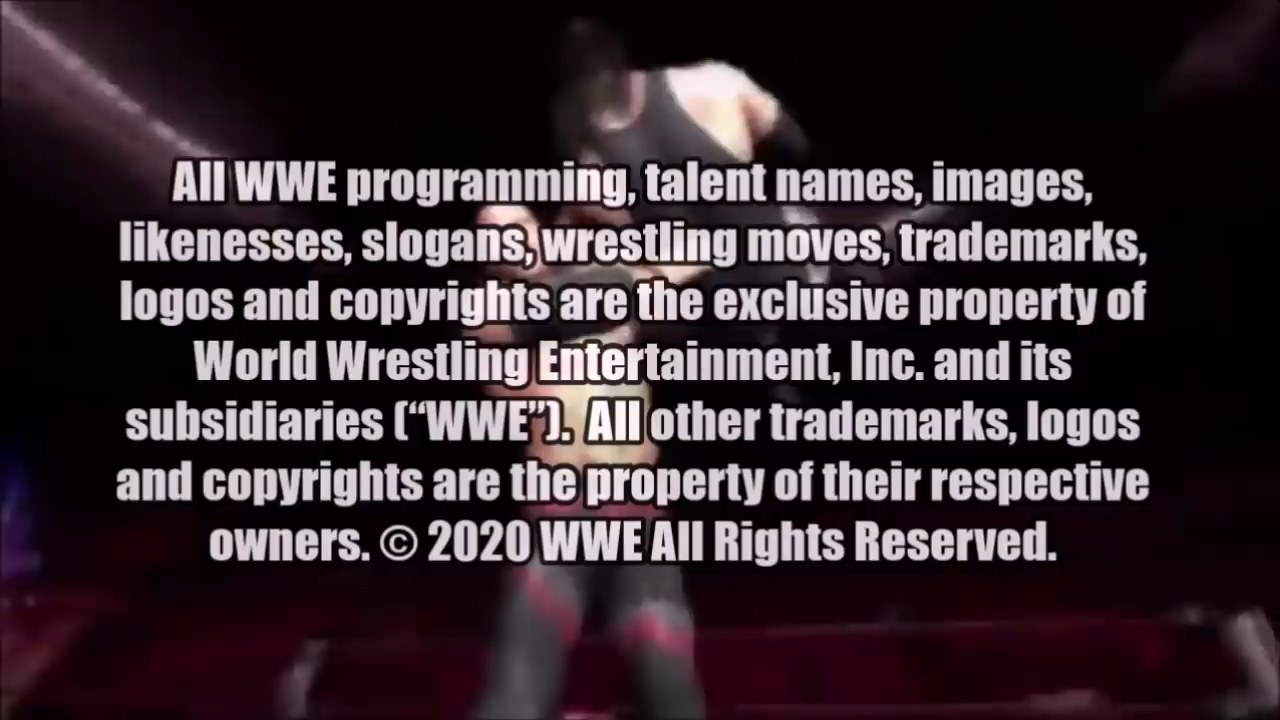 All WWE programming, talent names, images,
likenesses, slogans, wrestling moves, trademarks,
logos and copyrights are the exclusive property of
World Wrestling Entertainment, Inc. and its
subsidiaries (“WWE”).  All other trademarks, logos
and copyrights are the property of their respective
owners. © 2020 WWE All Rights Reserved.